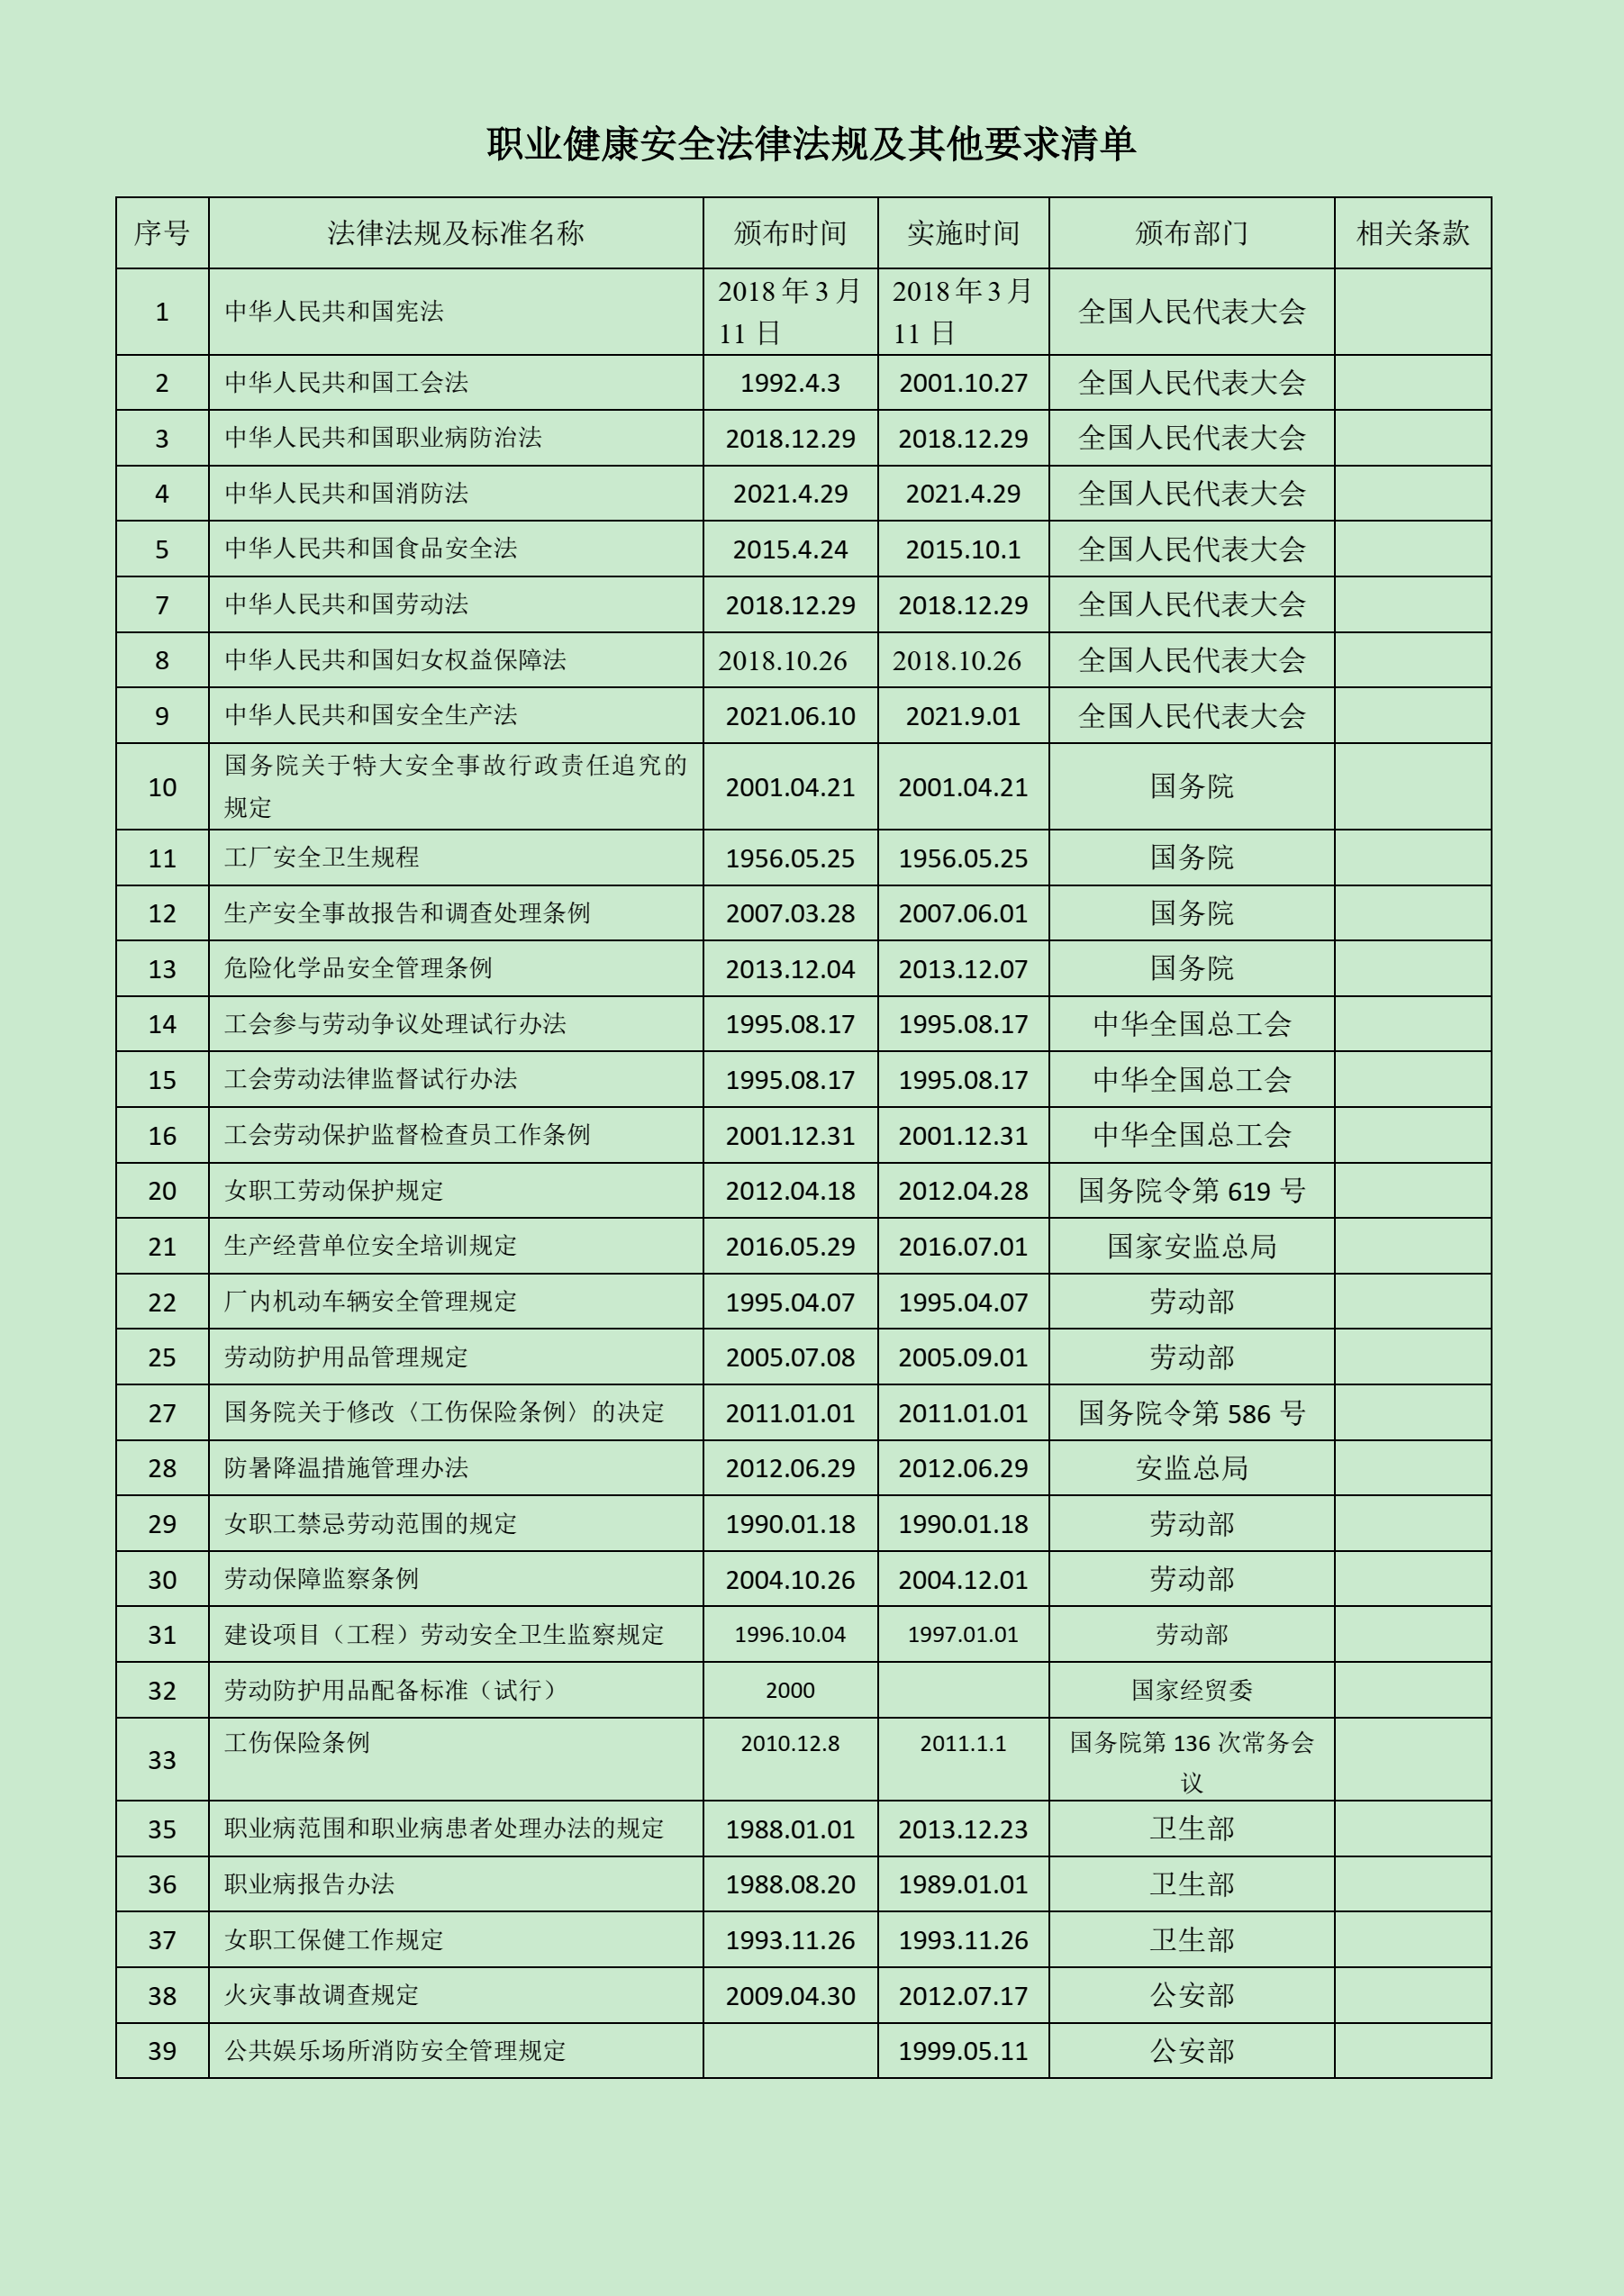 职业健康安全法律法规及其他要求清单
序号 法律法规及标准名称 颁布时间 实施时间 颁布部门 相关条款
1 中华人民共和国宪法 2018年3月11日 2018年3月11日 全国人民代表大会
2 中华人民共和国工会法 1992.4.3 2001.10.27 全国人民代表大会
3 中华人民共和国职业病防治法 2018.12.29 2018.12.29 全国人民代表大会
4 中华人民共和国消防法 2021.4.29 2021.4.29 全国人民代表大会
5 中华人民共和国食品安全法 2015.4.24 2015.10.1 全国人民代表大会
7 中华人民共和国劳动法 2018.12.29 2018.12.29 全国人民代表大会
8 中华人民共和国妇女权益保障法 2018.10.26 2018.10.26 全国人民代表大会
9 中华人民共和国安全生产法 2021.06.10 2021.9.01 全国人民代表大会
10 国务院关于特大安全事故行政责任追究的规定 2001.04.21 2001.04.21 国务院
11 工厂安全卫生规程 1956.05.25 1956.05.25 国务院
12 生产安全事故报告和调查处理条例 2007.03.28 2007.06.01 国务院
13 危险化学品安全管理条例 2013.12.04 2013.12.07 国务院
14 工会参与劳动争议处理试行办法 1995.08.17 1995.08.17 中华全国总工会
15 工会劳动法律监督试行办法 1995.08.17 1995.08.17 中华全国总工会
16 工会劳动保护监督检查员工作条例 2001.12.31 2001.12.31 中华全国总工会
20 女职工劳动保护规定 2012.04.18 2012.04.28 国务院令第 619 号
21 生产经营单位安全培训规定 2016.05.29 2016.07.01 国家安监总局
22 厂内机动车辆安全管理规定 1995.04.07 1995.04.07 劳动部
25 劳动防护用品管理规定 2005.07.08 2005.09.01 劳动部
27 国务院关于修改〈工伤保险条例〉的决定 2011.01.01 2011.01.01 国务院令第 586 号
28 防暑降温措施管理办法 2012.06.29 2012.06.29 安监总局
29 女职工禁忌劳动范围的规定 1990.01.18 1990.01.18 劳动部
30 劳动保障监察条例 2004.10.26 2004.12.01 劳动部
31 建设项目（工程）劳动安全卫生监察规定 1996.10.04 1997.01.01 劳动部
32 劳动防护用品配备标准（试行） 2000 国家经贸委
33 工伤保险条例 2010.12.8 2011.1.1 国务院第 136 次常务会议
35 职业病范围和职业病患者处理办法的规定 1988.01.01 2013.12.23 卫生部
36 职业病报告办法 1988.08.20 1989.01.01 卫生部
37 女职工保健工作规定 1993.11.26 1993.11.26 卫生部
38 火灾事故调查规定 2009.04.30 2012.07.17 公安部
39 公共娱乐场所消防安全管理规定 1999.05.11 公安部